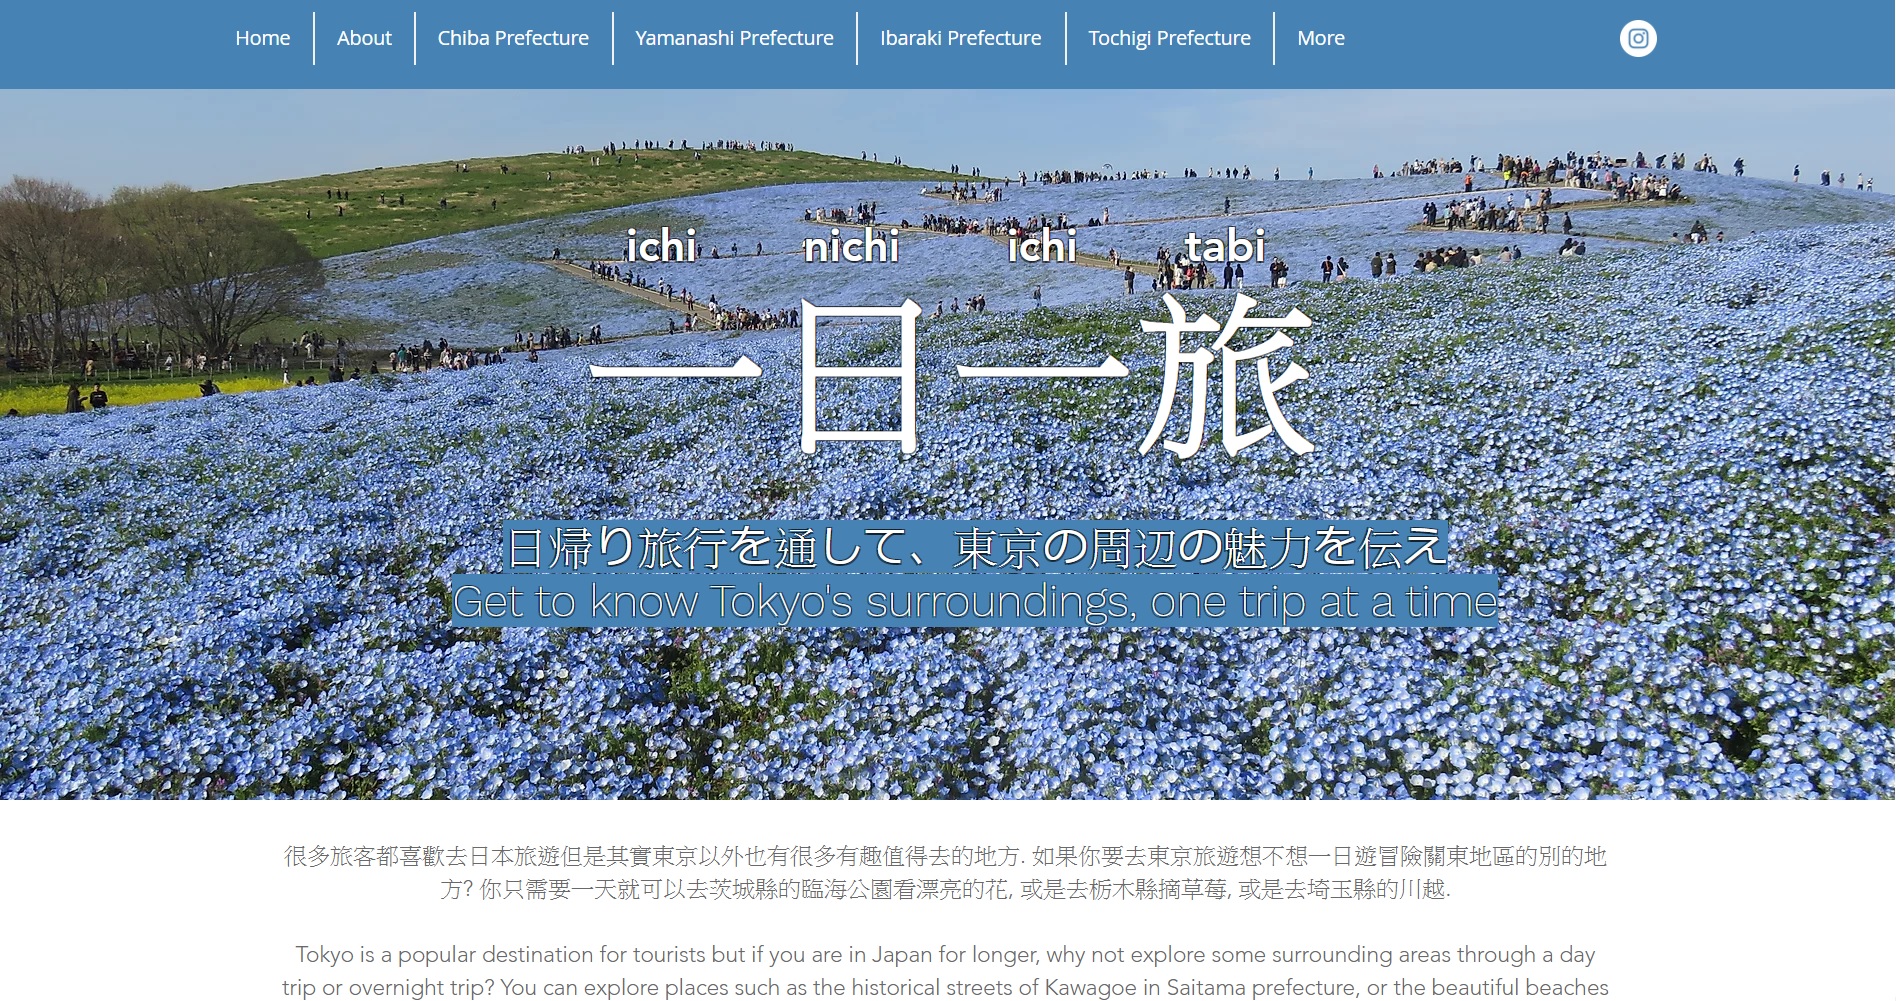 Home About Chiba Prefecture Yamanashi Prefecture Ibaraki Prefecture Tochigi Prefecture More
ichi nichi ichi tabi
一日一旅
日帰り旅行を通して、東京の周辺の魅力を伝え
Get to know Tokyo's surroundings, one trip at a time
很多旅客都喜歡去日本旅遊但是其實東京以外也有很多有趣值得去的地方. 如果你要去東京旅遊想不想一日遊冒險關東地區的別的地
方? 你只需要一天就可以去茨城縣的臨海公園看漂亮的花, 或是去栃木縣摘草莓, 或是去埼玉縣的川越.
Tokyo is a popular destination for tourists but if you are in Japan for longer, why not explore some surrounding areas through a day
trip or overnight trip? You can explore places such as the historical streets of Kawagoe in Saitama prefecture, or the beautiful beaches